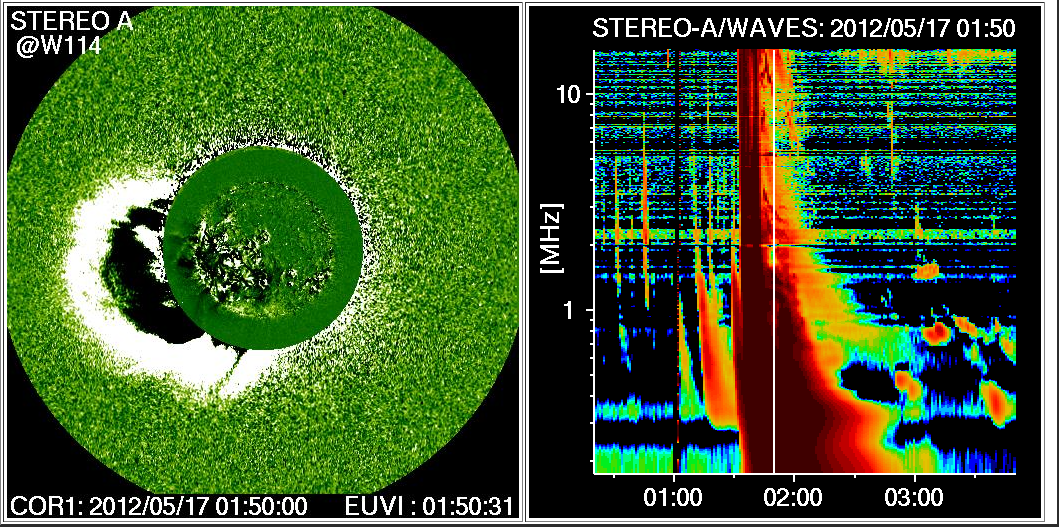 STEREO A
@W114
COR1: 2012/05/17 01:50:00 EUVI : 01:50:31
STEREO-A/WAVES: 2012/05/17 01:50
10
[MHz]
1
01:00 02:00 03:00